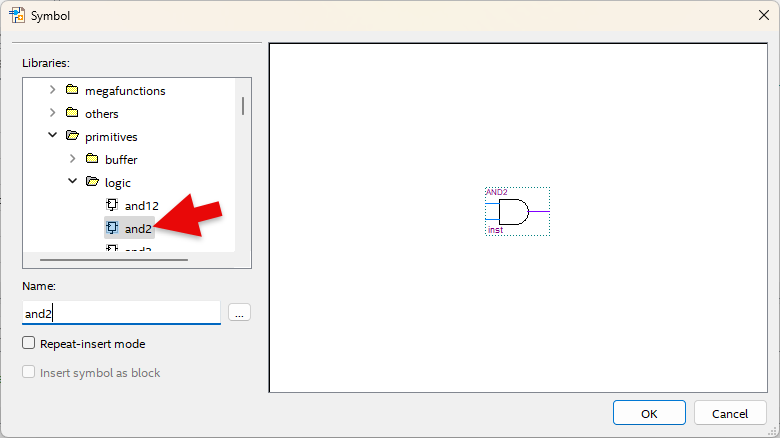 Symbol
Libraries:
megafunctions
others
primitives
buffer
logic
and12
and2
Name:
and2
...
Repeat-insert mode
Insert symbol as block
AND2
inst
OK
Cancel